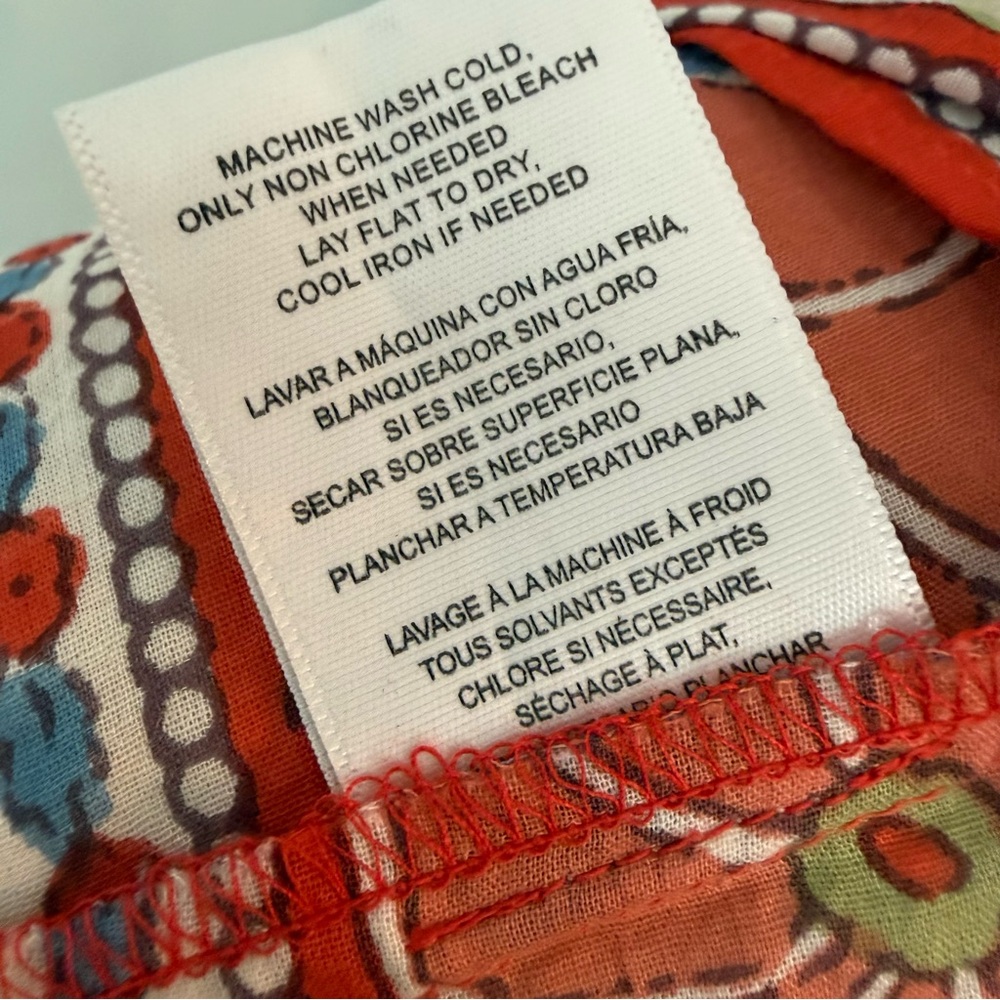 MACHINE WASH COLD,
ONLY NON CHLORINE BLEACH
WHEN NEEDED
LAY FLAT TO DRY,
COOL IRON IF NEEDED
LAVAR A MÁQUINA CON AGUA FRÍA,
BLANQUEADOR SIN CLORO
SI ES NECESARIO,
SECAR SOBRE SUPERFICIE PLANA,
SI ES NECESARIO
PLANCHAR A TEMPERATURA BAJA
LAVAGE À LA MACHINE À FROID
TOUS SOLVANTS EXCEPTÉS
CHLORE SI NÉCESSAIRE,
SÉCHAGE À PLAT,
PLANCHAR